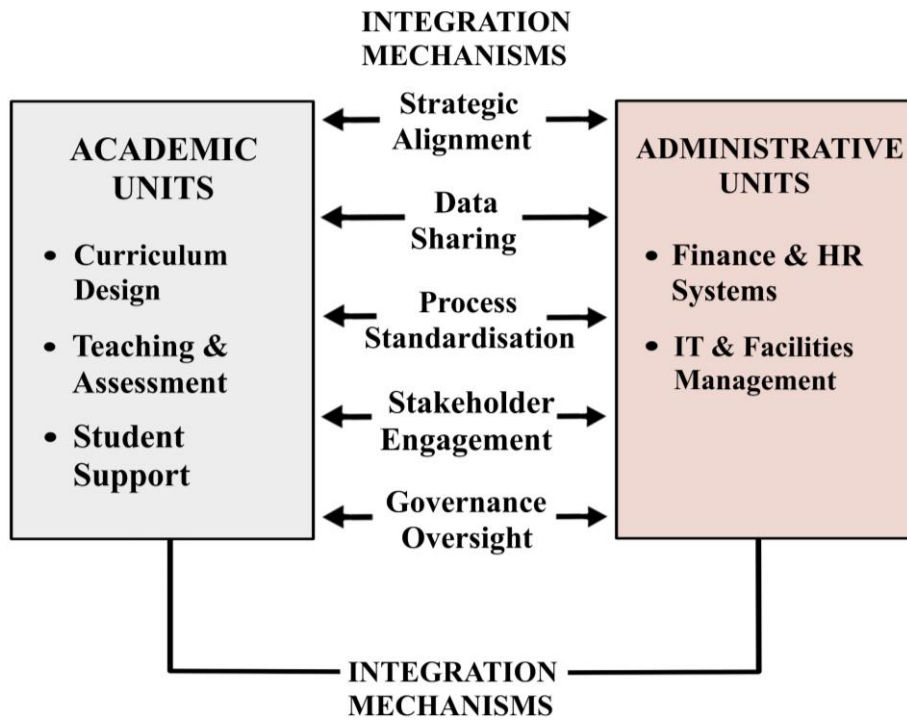 INTEGRATION
MECHANISMS
ACADEMIC
UNITS
• Curriculum
Design
• Teaching &
Assessment
• Student
Support
Strategic
Alignment
Data
Sharing
Process
Standardisation
Stakeholder
Engagement
Governance
Oversight
ADMINISTRATIVE
UNITS
• Finance & HR
Systems
• IT & Facilities
Management
INTEGRATION
MECHANISMS